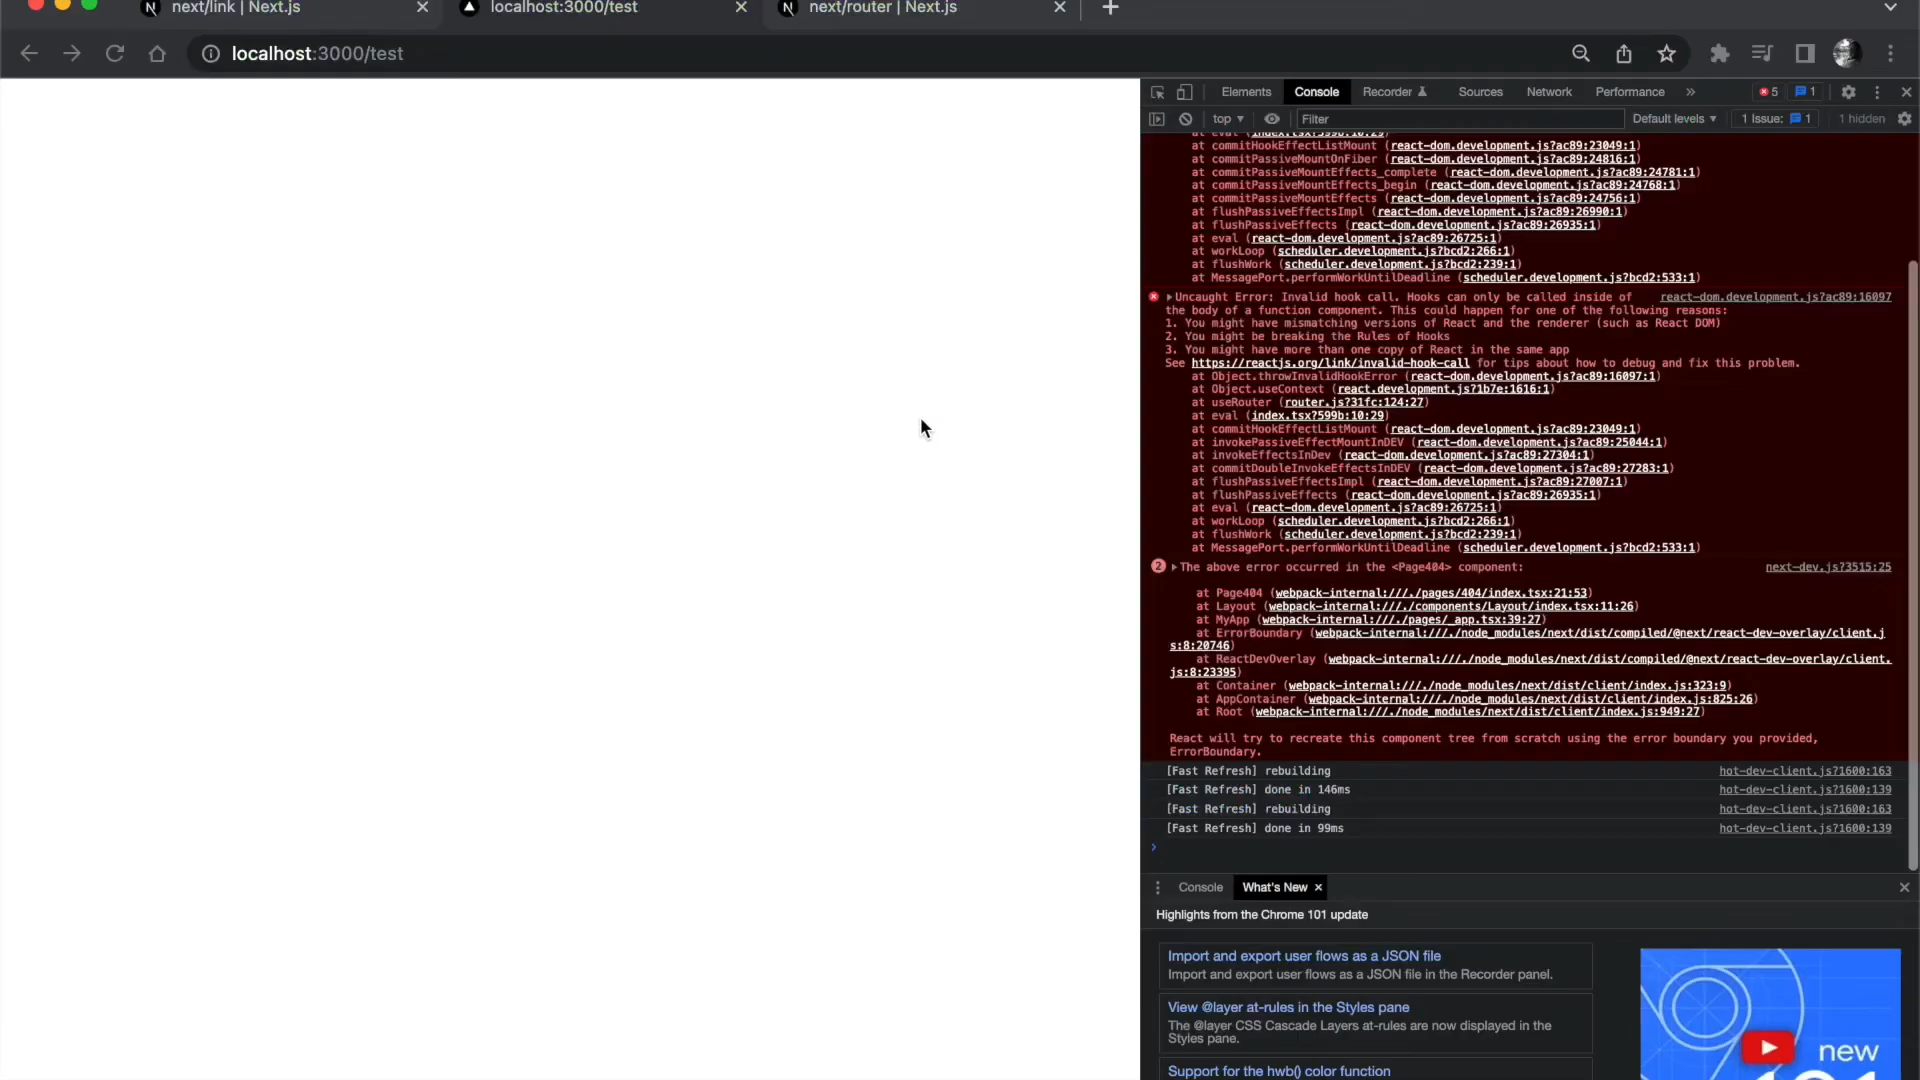 next/link | Next.js
localhost:3000/test
next/router | Next.js
localhost:3000/test
Elements Console Recorder Sources Network Performance » 5 1
top ▼ Filter Default levels ▼ 1 Issue: 1 1 hidden
at eval (index.tsx?599b:10:29)
at commitHookEffectListMount (react-dom.development.js?ac89:23049:1)
at commitPassiveMountOnFiber (react-dom.development.js?ac89:24816:1)
at commitPassiveMountEffects_complete (react-dom.development.js?ac89:24781:1)
at commitPassiveMountEffects_begin (react-dom.development.js?ac89:24768:1)
at commitPassiveMountEffects (react-dom.development.js?ac89:24756:1)
at flushPassiveEffectsImpl (react-dom.development.js?ac89:26990:1)
at flushPassiveEffects (react-dom.development.js?ac89:26935:1)
at eval (react-dom.development.js?ac89:26725:1)
at workLoop (scheduler.development.js?bcd2:266:1)
at flushWork (scheduler.development.js?bcd2:239:1)
at MessagePort.performWorkUntilDeadline (scheduler.development.js?bcd2:533:1)
▶Uncaught Error: Invalid hook call. Hooks can only be called inside of react-dom.development.js?ac89:16097
the body of a function component. This could happen for one of the following reasons:
1. You might have mismatching versions of React and the renderer (such as React DOM)
2. You might be breaking the Rules of Hooks
3. You might have more than one copy of React in the same app
See https://reactjs.org/link/invalid-hook-call for tips about how to debug and fix this problem.
at Object.throwInvalidHookError (react-dom.development.js?ac89:16097:1)
at Object.useContext (react.development.js?1b7e:1616:1)
at useRouter (router.js?31fc:124:27)
at eval (index.tsx?599b:10:29)
at commitHookEffectListMount (react-dom.development.js?ac89:23049:1)
at invokePassiveEffectMountInDEV (react-dom.development.js?ac89:25044:1)
at invokeEffectsInDev (react-dom.development.js?ac89:27304:1)
at commitDoubleInvokeEffectsInDEV (react-dom.development.js?ac89:27283:1)
at flushPassiveEffectsImpl (react-dom.development.js?ac89:27007:1)
at flushPassiveEffects (react-dom.development.js?ac89:26935:1)
at eval (react-dom.development.js?ac89:26725:1)
at workLoop (scheduler.development.js?bcd2:266:1)
at flushWork (scheduler.development.js?bcd2:239:1)
at MessagePort.performWorkUntilDeadline (scheduler.development.js?bcd2:533:1)
2 ▶The above error occurred in the <Page404> component: next-dev.js?3515:25
at Page404 (webpack-internal:///./pages/404/index.tsx:21:53)
at Layout (webpack-internal:///./components/Layout/index.tsx:11:26)
at MyApp (webpack-internal:///./pages/_app.tsx:39:27)
at ErrorBoundary (webpack-internal:///./node_modules/next/dist/compiled/@next/react-dev-overlay/client.j
s:8:20746)
at ReactDevOverlay (webpack-internal:///./node_modules/next/dist/compiled/@next/react-dev-overlay/client.
js:8:23395)
at Container (webpack-internal:///./node_modules/next/dist/client/index.js:323:9)
at AppContainer (webpack-internal:///./node_modules/next/dist/client/index.js:825:26)
at Root (webpack-internal:///./node_modules/next/dist/client/index.js:949:27)
React will try to recreate this component tree from scratch using the error boundary you provided,
ErrorBoundary.
[Fast Refresh] rebuilding hot-dev-client.js?1600:163
[Fast Refresh] done in 146ms hot-dev-client.js?1600:139
[Fast Refresh] rebuilding hot-dev-client.js?1600:163
[Fast Refresh] done in 99ms hot-dev-client.js?1600:139
Console What's New
Highlights from the Chrome 101 update
Import and export user flows as a JSON file
Import and export user flows as a JSON file in the Recorder panel.
View @layer at-rules in the Styles pane
The @layer CSS Cascade Layers at-rules are now displayed in the
Styles pane.
Support for the hwb() color function
new